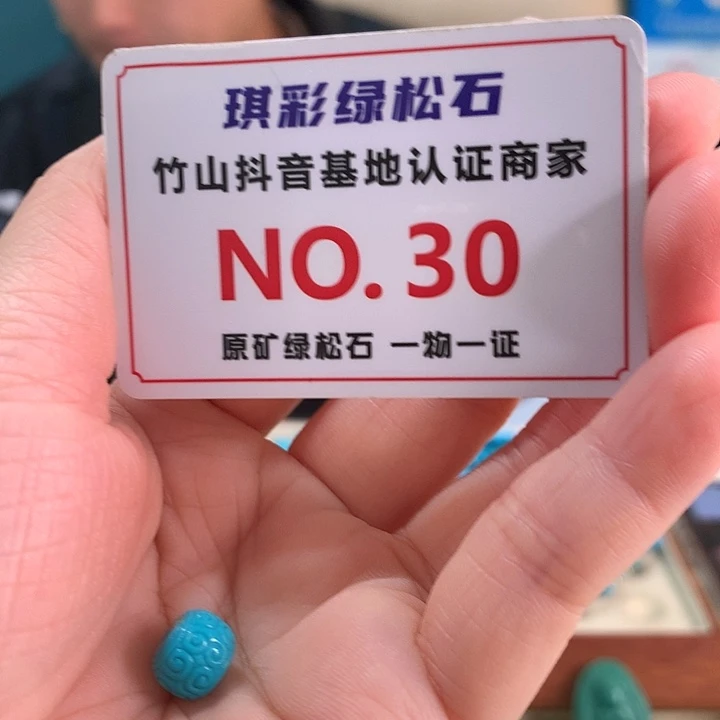 琪彩绿松石
竹山抖音基地认证商家
NO. 30
原矿绿松石 一物一证